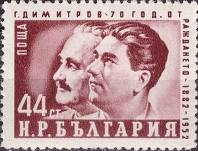 Г. ДИМИТРОВ-70 ГОД. ОТ
РАЖДАНЕТО-1882-1952
ПОЩА
44 СТ.
Н.Р. БЪЛГАРИЯ